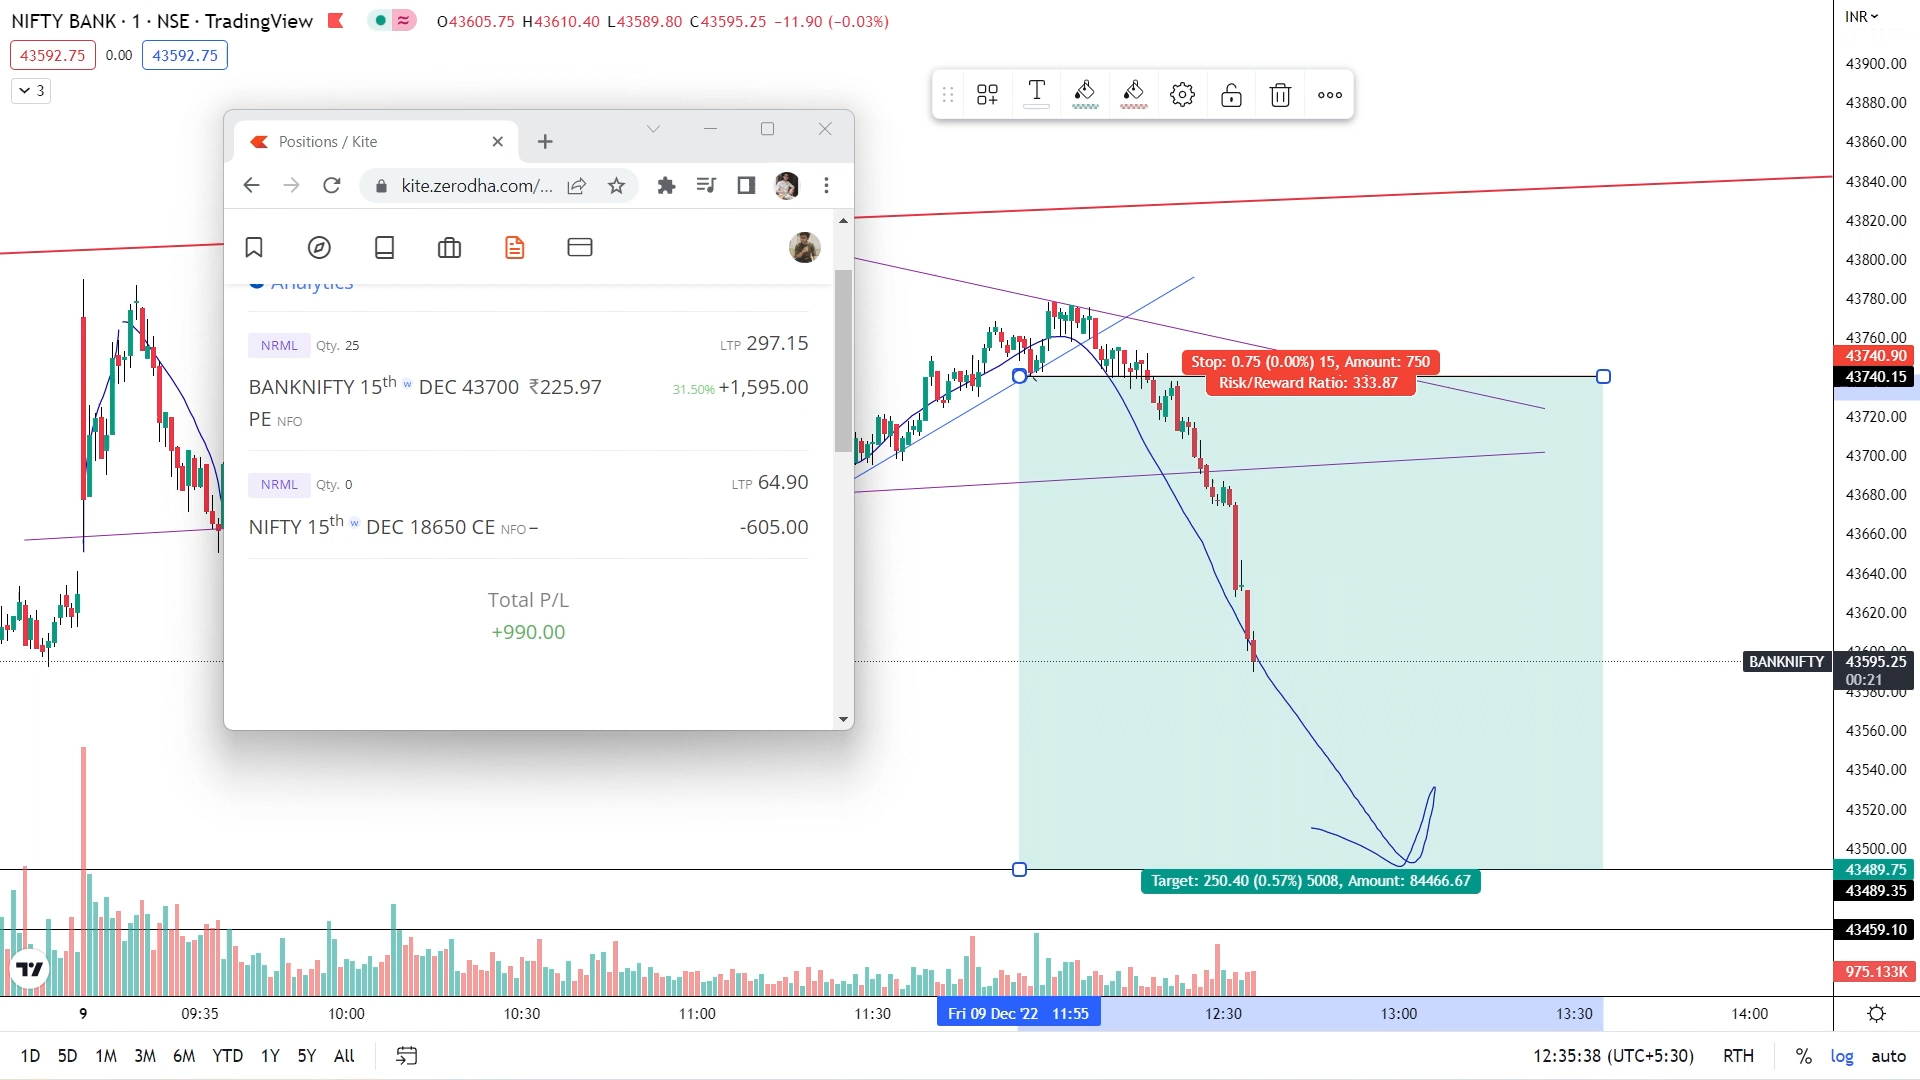 NIFTY BANK · 1 · NSE · TradingView
O43605.75 H43610.40 L43589.80 C43595.25 −11.90 (−0.03%)
43592.75 0.00 43592.75
3
INR
Positions / Kite
kite.zerodha.com/...
Analytics
NRML Qty. 25 LTP 297.15
BANKNIFTY 15th w DEC 43700 ₹225.97 31.50% +1,595.00
PE NFO
NRML Qty. 0 LTP 64.90
NIFTY 15th w DEC 18650 CE NFO – -605.00
Total P/L
+990.00
Stop: 0.75 (0.00%) 15, Amount: 750
Risk/Reward Ratio: 333.87
Target: 250.40 (0.57%) 5008, Amount: 84466.67
43900.00
43880.00
43860.00
43840.00
43820.00
43800.00
43780.00
43760.00
43740.90
43740.15
43720.00
43700.00
43680.00
43660.00
43640.00
43620.00
43600.00
BANKNIFTY 43595.25
00:21
43580.00
43560.00
43540.00
43520.00
43500.00
43489.75
43489.35
43459.10
975.133K
9 09:35 10:00 10:30 11:00 11:30 Fri 09 Dec '22 11:55 12:30 13:00 13:30 14:00
1D 5D 1M 3M 6M YTD 1Y 5Y All 12:35:38 (UTC+5:30) RTH % log auto